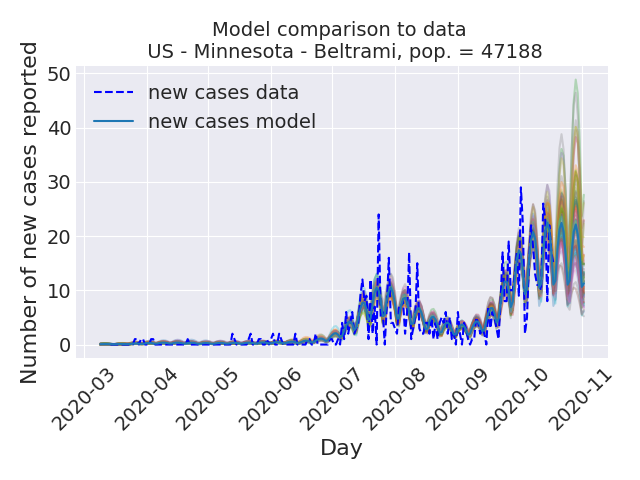 Model comparison to data
US - Minnesota - Beltrami, pop. = 47188
Number of new cases reported
50
40
30
20
10
0
new cases data
new cases model
2020-03
2020-04
2020-05
2020-06
2020-07
2020-08
2020-09
2020-10
2020-11
Day